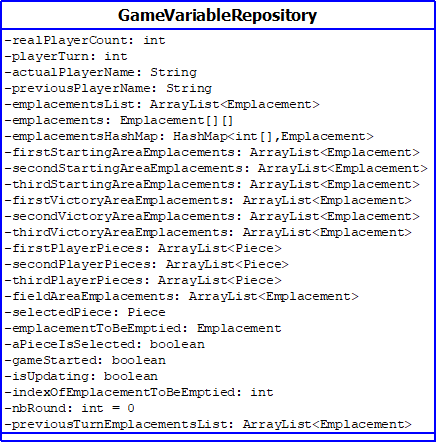 GameVariableRepository
-realPlayerCount: int
-playerTurn: int
-actualPlayerName: String
-previousPlayerName: String
-emplacementsList: ArrayList<Emplacement>
-emplacements: Emplacement[][]
-emplacementsHashMap: HashMap<int[],Emplacement>
-firstStartingAreaEmplacements: ArrayList<Emplacement>
-secondStartingAreaEmplacements: ArrayList<Emplacement>
-thirdStartingAreaEmplacements: ArrayList<Emplacement>
-firstVictoryAreaEmplacements: ArrayList<Emplacement>
-secondVictoryAreaEmplacements: ArrayList<Emplacement>
-thirdVictoryAreaEmplacements: ArrayList<Emplacement>
-firstPlayerPieces: ArrayList<Piece>
-secondPlayerPieces: ArrayList<Piece>
-thirdPlayerPieces: ArrayList<Piece>
-fieldAreaEmplacements: ArrayList<Emplacement>
-selectedPiece: Piece
-emplacementToBeEmptied: Emplacement
-aPieceIsSelected: boolean
-gameStarted: boolean
-isUpdating: boolean
-indexOfEmplacementToBeEmptied: int
-nbRound: int = 0
-previousTurnEmplacementsList: ArrayList<Emplacement>